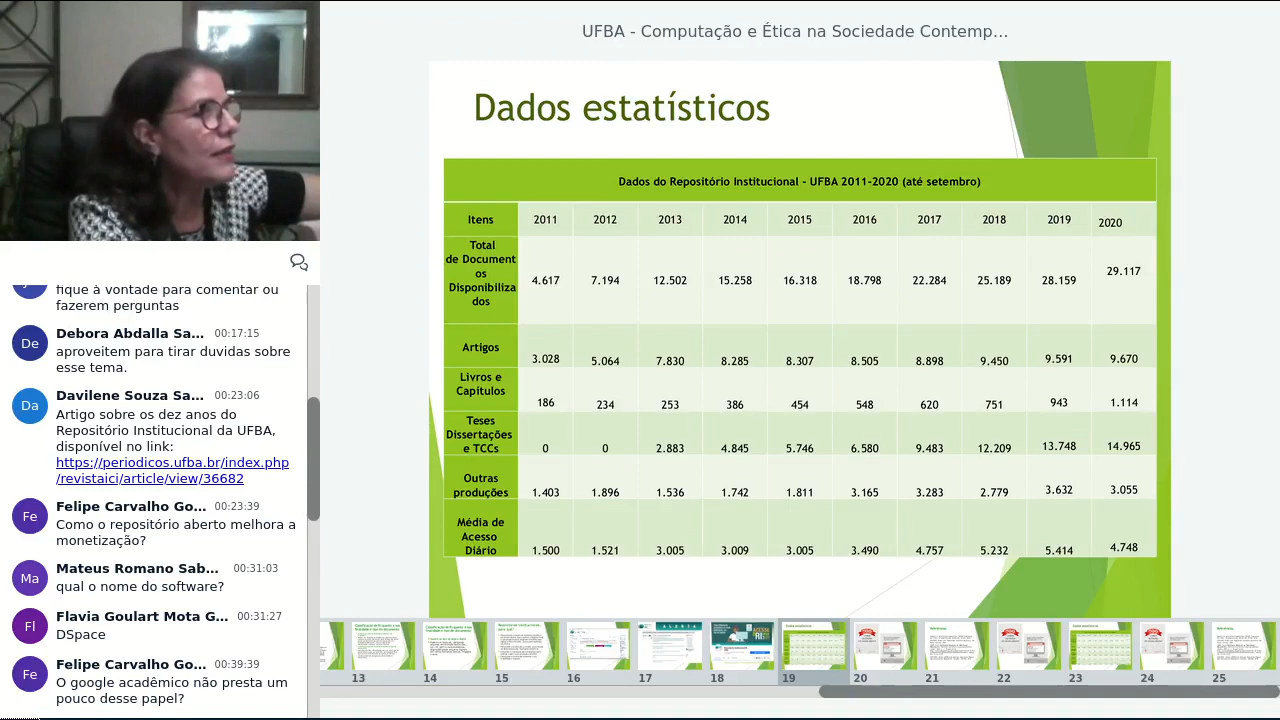 UFBA - Computação e Ética na Sociedade Contemp...
Dados estatísticos
Dados do Repositório Institucional - UFBA 2011-2020 (até setembro)
Itens 2011 2012 2013 2014 2015 2016 2017 2018 2019 2020
Total
de Document
os
Disponibiliza
dos
4.617 7.194 12.502 15.258 16.318 18.798 22.284 25.189 28.159 29.117
Artigos
3.028 5.064 7.830 8.285 8.307 8.505 8.898 9.450 9.591 9.670
Livros e
Capítulos
186 234 253 386 454 548 620 751 943 1.114
Teses
Dissertações
e TCCs
0 0 2.883 4.845 5.746 6.580 9.483 12.209 13.748 14.965
Outras
produções
1.403 1.896 1.536 1.742 1.811 3.165 3.283 2.779 3.632 3.055
Média de
Acesso
Diário
1.500 1.521 3.005 3.009 3.005 3.490 4.757 5.232 5.414 4.748
fique à vontade para comentar ou
fazerem perguntas
De
Debora Abdalla Sa... 00:17:15
aproveitem para tirar duvidas sobre
esse tema.
Da
Davilene Souza Sa... 00:23:06
Artigo sobre os dez anos do
Repositório Institucional da UFBA,
disponível no link:
https://periodicos.ufba.br/index.php
/revistaici/article/view/36682
Fe
Felipe Carvalho Go... 00:23:39
Como o repositório aberto melhora a
monetização?
Ma
Mateus Romano Sab... 00:31:03
qual o nome do software?
Fl
Flavia Goulart Mota G... 00:31:27
DSpace
Fe
Felipe Carvalho Go... 00:39:39
O google acadêmico não presta um
pouco desse papel?
13 14 15 16 17 18 19 20 21 22 23 24 25